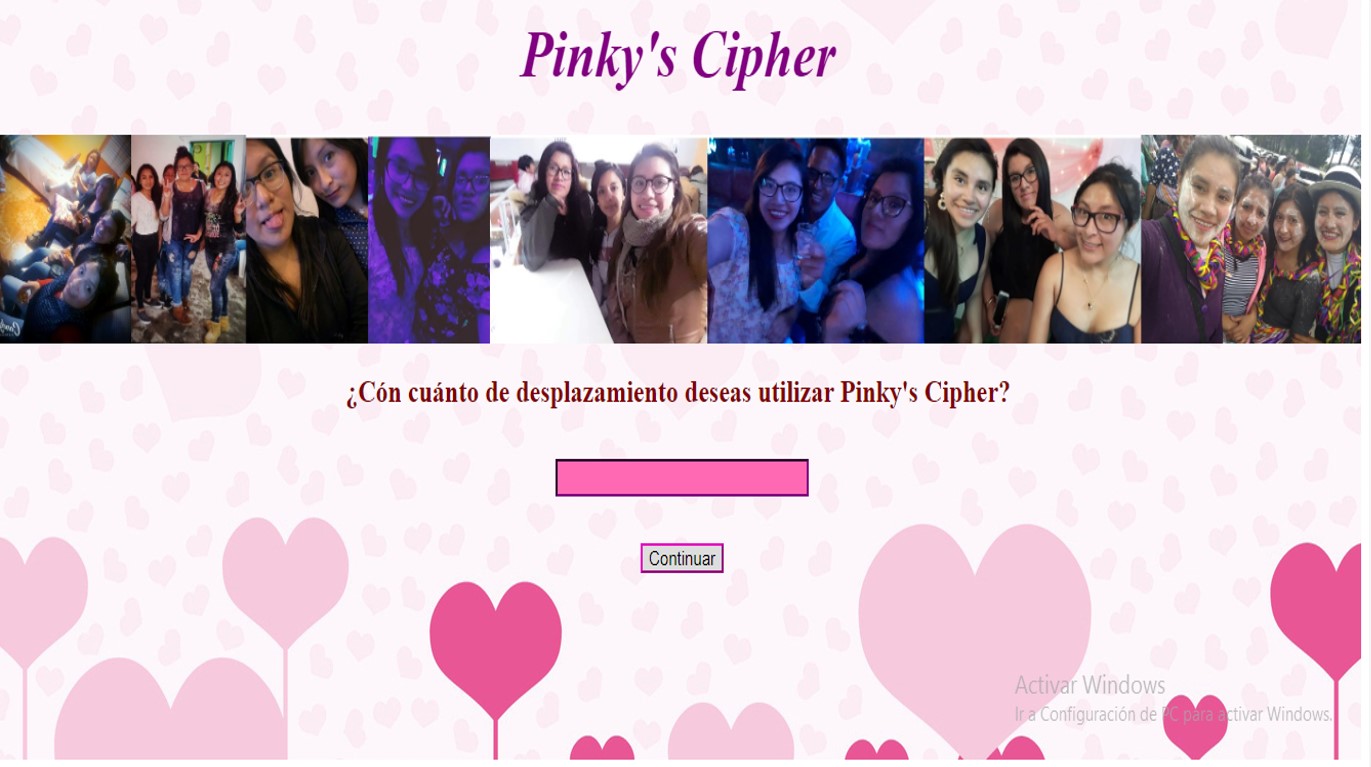 Pinky's Cipher
¿Cón cuánto de desplazamiento deseas utilizar Pinky's Cipher?
Continuar
Activar Windows
Ir a Configuración de PC para activar Windows.